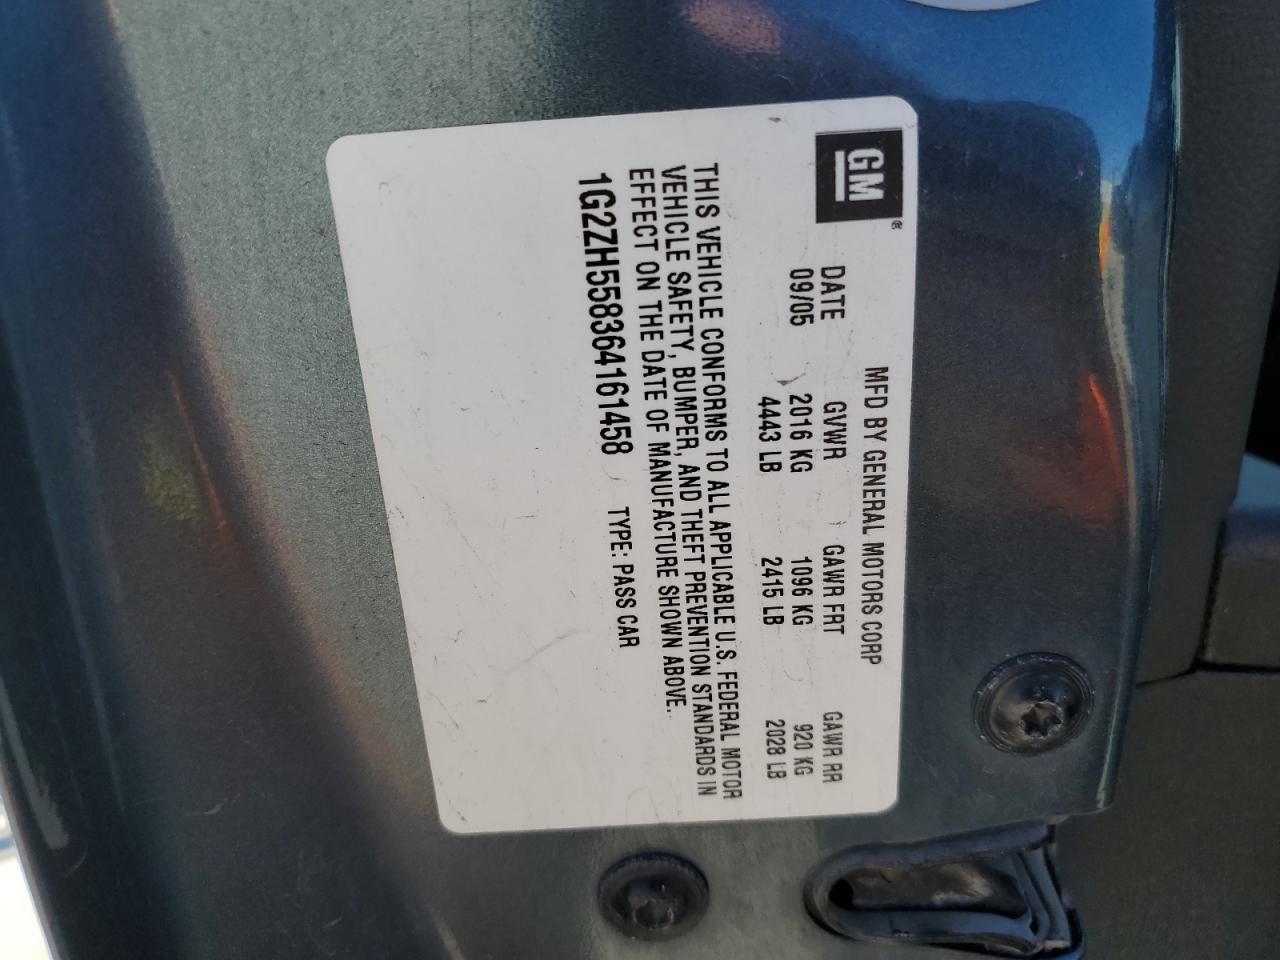 GM®
MFD BY GENERAL MOTORS CORP
DATE GVWR GAWR FRT GAWR RR
09/05 2016 KG 1096 KG 920 KG
4443 LB 2415 LB 2028 LB
THIS VEHICLE CONFORMS TO ALL APPLICABLE U.S. FEDERAL MOTOR
VEHICLE SAFETY, BUMPER, AND THEFT PREVENTION STANDARDS IN
EFFECT ON THE DATE OF MANUFACTURE SHOWN ABOVE.
1G2ZH558364161458 TYPE: PASS CAR